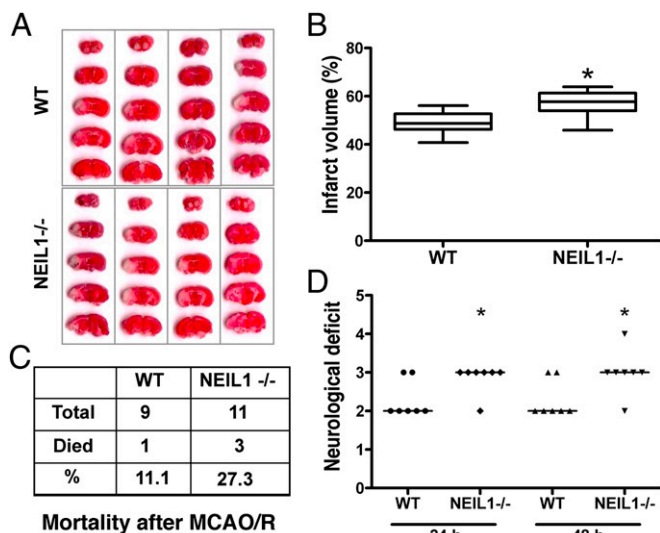 A
WT
NEIL1-/-
B
Infarct volume (%)
80
60
40
20
0
*
WT
NEIL1-/-
C
WT NEIL1 -/-
Total 9 11
Died 1 3
% 11.1 27.3
Mortality after MCAO/R
D
Neurological deficit
5
4
3
2
1
0
* *
WT NEIL1-/- WT NEIL1-/-